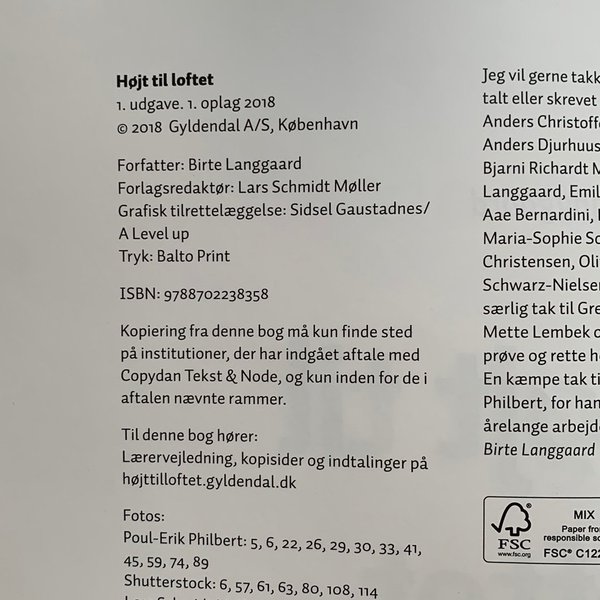 Højt til loftet
1. udgave. 1. oplag 2018
© 2018 Gyldendal A/S, København
Forfatter: Birte Langgaard
Forlagsredaktør: Lars Schmidt Møller
Grafisk tilrettelæggelse: Sidsel Gaustadnes/
A Level up
Tryk: Balto Print
ISBN: 9788702238358
Kopiering fra denne bog må kun finde sted
på institutioner, der har indgået aftale med
Copydan Tekst & Node, og kun inden for de i
aftalen nævnte rammer.
Til denne bog hører:
Lærervejledning, kopisider og indtalinger på
højttilloftet.gyldendal.dk
Fotos:
Poul-Erik Philbert: 5, 6, 22, 26, 29, 30, 33, 41,
45, 59, 74, 89
Shutterstock: 6, 57, 61, 63, 80, 108, 114
Jeg vil gerne takk
talt eller skrevet
Anders Christoff
Anders Djurhuus
Bjarni Richardt M
Langgaard, Emil
Aae Bernardini,
Maria-Sophie Sc
Christensen, Oli
Schwarz-Nielsen
særlig tak til Gre
Mette Lembek o
prøve og rette h
En kæmpe tak ti
Philbert, for han
årelange arbejd
Birte Langgaard
FSC
www.fsc.org
MIX
Paper from
responsible so
FSC® C122